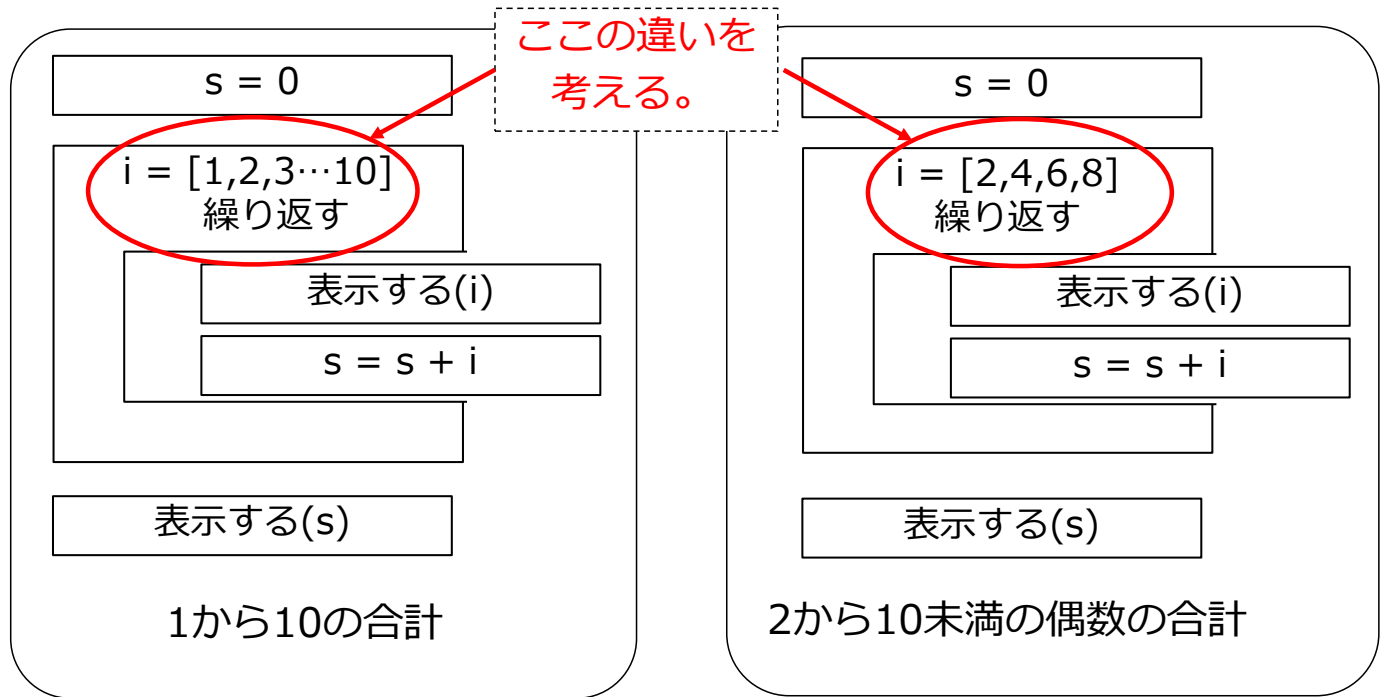 ここの違いを
考える。
s = 0
i = [1,2,3…10]
繰り返す
表示する(i)
s = s + i
表示する(s)
1から10の合計
s = 0
i = [2,4,6,8]
繰り返す
表示する(i)
s = s + i
表示する(s)
2から10未満の偶数の合計